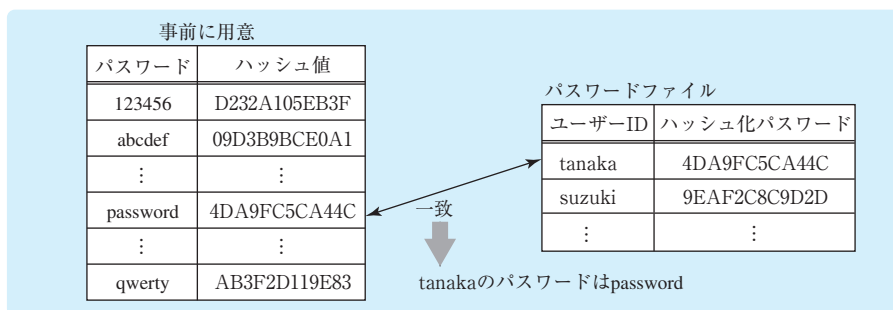 事前に用意
パスワード ハッシュ値
123456 D232A105EB3F
abcdef 09D3B9BCE0A1
⋮ ⋮
password 4DA9FC5CA44C
⋮ ⋮
qwerty AB3F2D119E83
パスワードファイル
ユーザーID ハッシュ化パスワード
tanaka 4DA9FC5CA44C
suzuki 9EAF2C8C9D2D
⋮ ⋮
一致
tanakaのパスワードはpassword